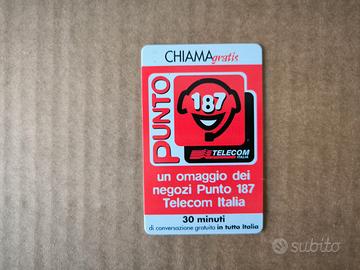 CHIAMAgratis
PUNTO
187
TELECOM
ITALIA
un omaggio dei
negozi Punto 187
Telecom Italia
30 minuti
di conversazione gratuita in tutta Italia
subito